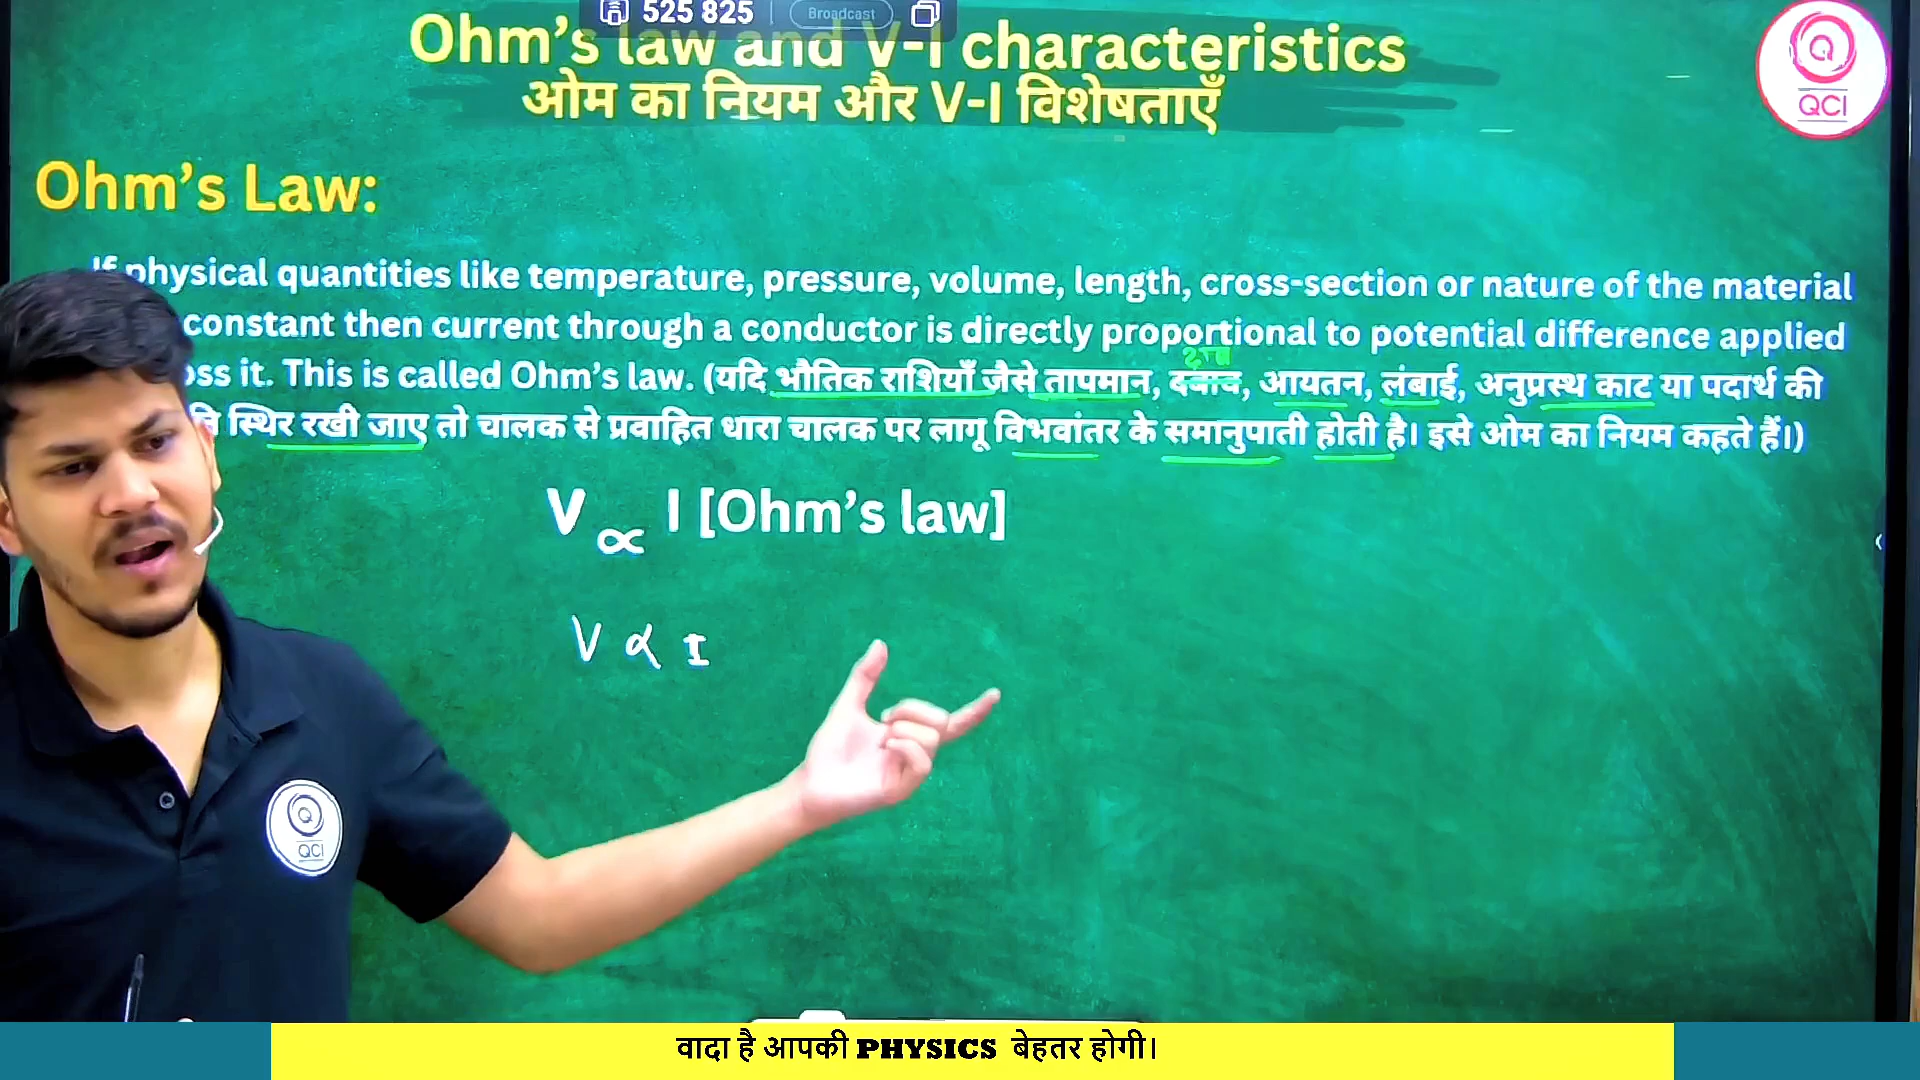 525 825 Broadcast
Ohm's law and V-I characteristics
ओम का नियम और V-I विशेषताएँ
QCI
Ohm's Law:
If physical quantities like temperature, pressure, volume, length, cross-section or nature of the material
constant then current through a conductor is directly proportional to potential difference applied
oss it. This is called Ohm's law. (यदि भौतिक राशियाँ जैसे तापमान, दबाव, आयतन, लंबाई, अनुप्रस्थ काट या पदार्थ की
स्थिर रखी जाए तो चालक से प्रवाहित धारा चालक पर लागू विभवांतर के समानुपाती होती है। इसे ओम का नियम कहते हैं।)
V ∝ I [Ohm's law]
V ∝ I
QCI
वादा है आपकी PHYSICS बेहतर होगी।